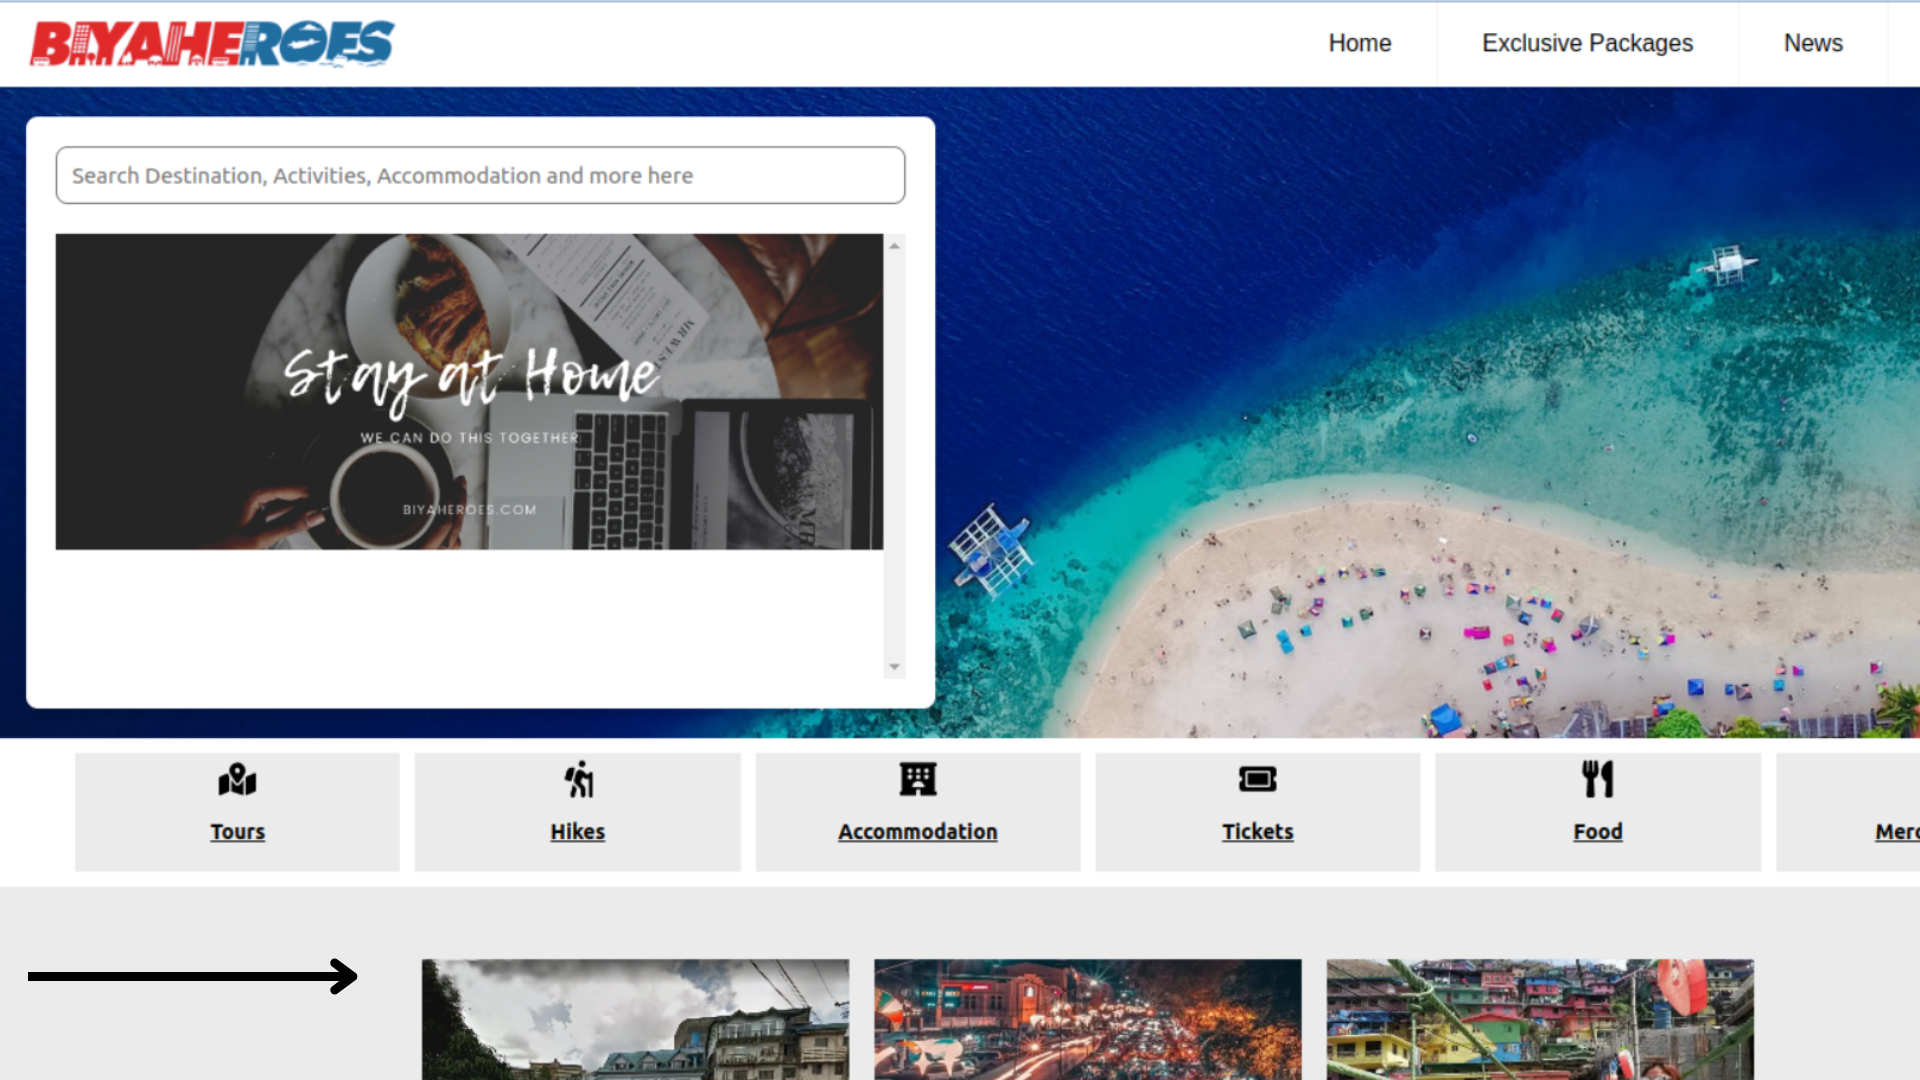 BIYAHEROES
Home
Exclusive Packages
News
Search Destination, Activities, Accommodation and more here
Stay at Home
WE CAN DO THIS TOGETHER
BIYAHEROES.COM
Tours
Hikes
Accommodation
Tickets
Food